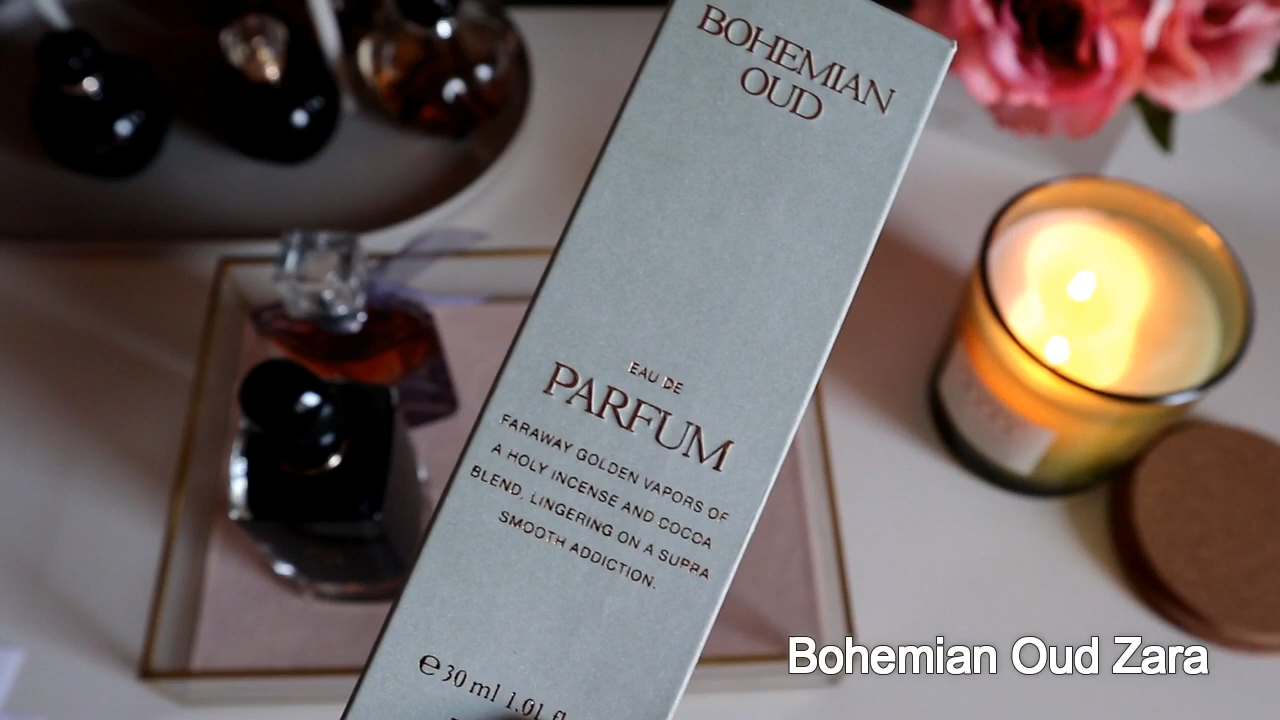 BOHEMIAN
OUD
EAU DE
PARFUM
FARAWAY GOLDEN VAPORS OF
A HOLY INCENSE AND COCOA
BLEND, LINGERING ON A SUPRA
SMOOTH ADDICTION.
℮ 30 ml 1.01 fl
Bohemian Oud Zara